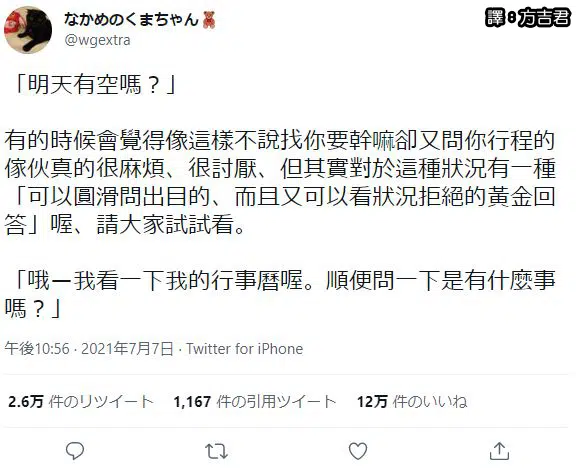 なかめのくまちゃん🧸
譯：方吉君
@wgextra
「明天有空嗎？」
有的時候會覺得像這樣不說找你要幹嘛卻又問你行程的
傢伙真的很麻煩、很討厭、但其實對於這種狀況有一種
「可以圓滑問出目的、而且又可以看狀況拒絕的黃金回
答」喔、請大家試試看。
「哦ー我看一下我的行事曆喔。順便問一下是有什麼事
嗎？」
午後10:56 · 2021年7月7日 · Twitter for iPhone
2.6万 件のリツイート 1,167 件の引用ツイート 12万 件のいいね